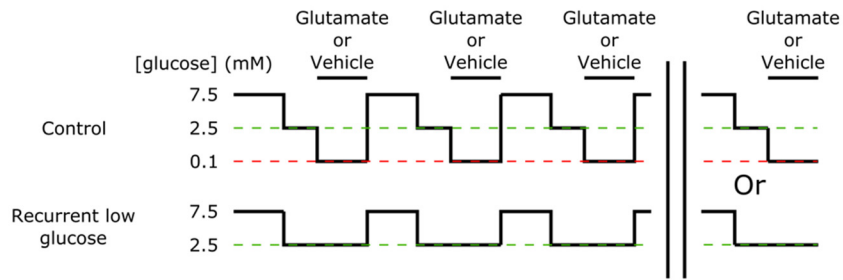 Glutamate Glutamate Glutamate Glutamate
or or or or
Vehicle Vehicle Vehicle Vehicle
[glucose] (mM)
7.5
Control 2.5
0.1
Or
Recurrent low 7.5
glucose 2.5